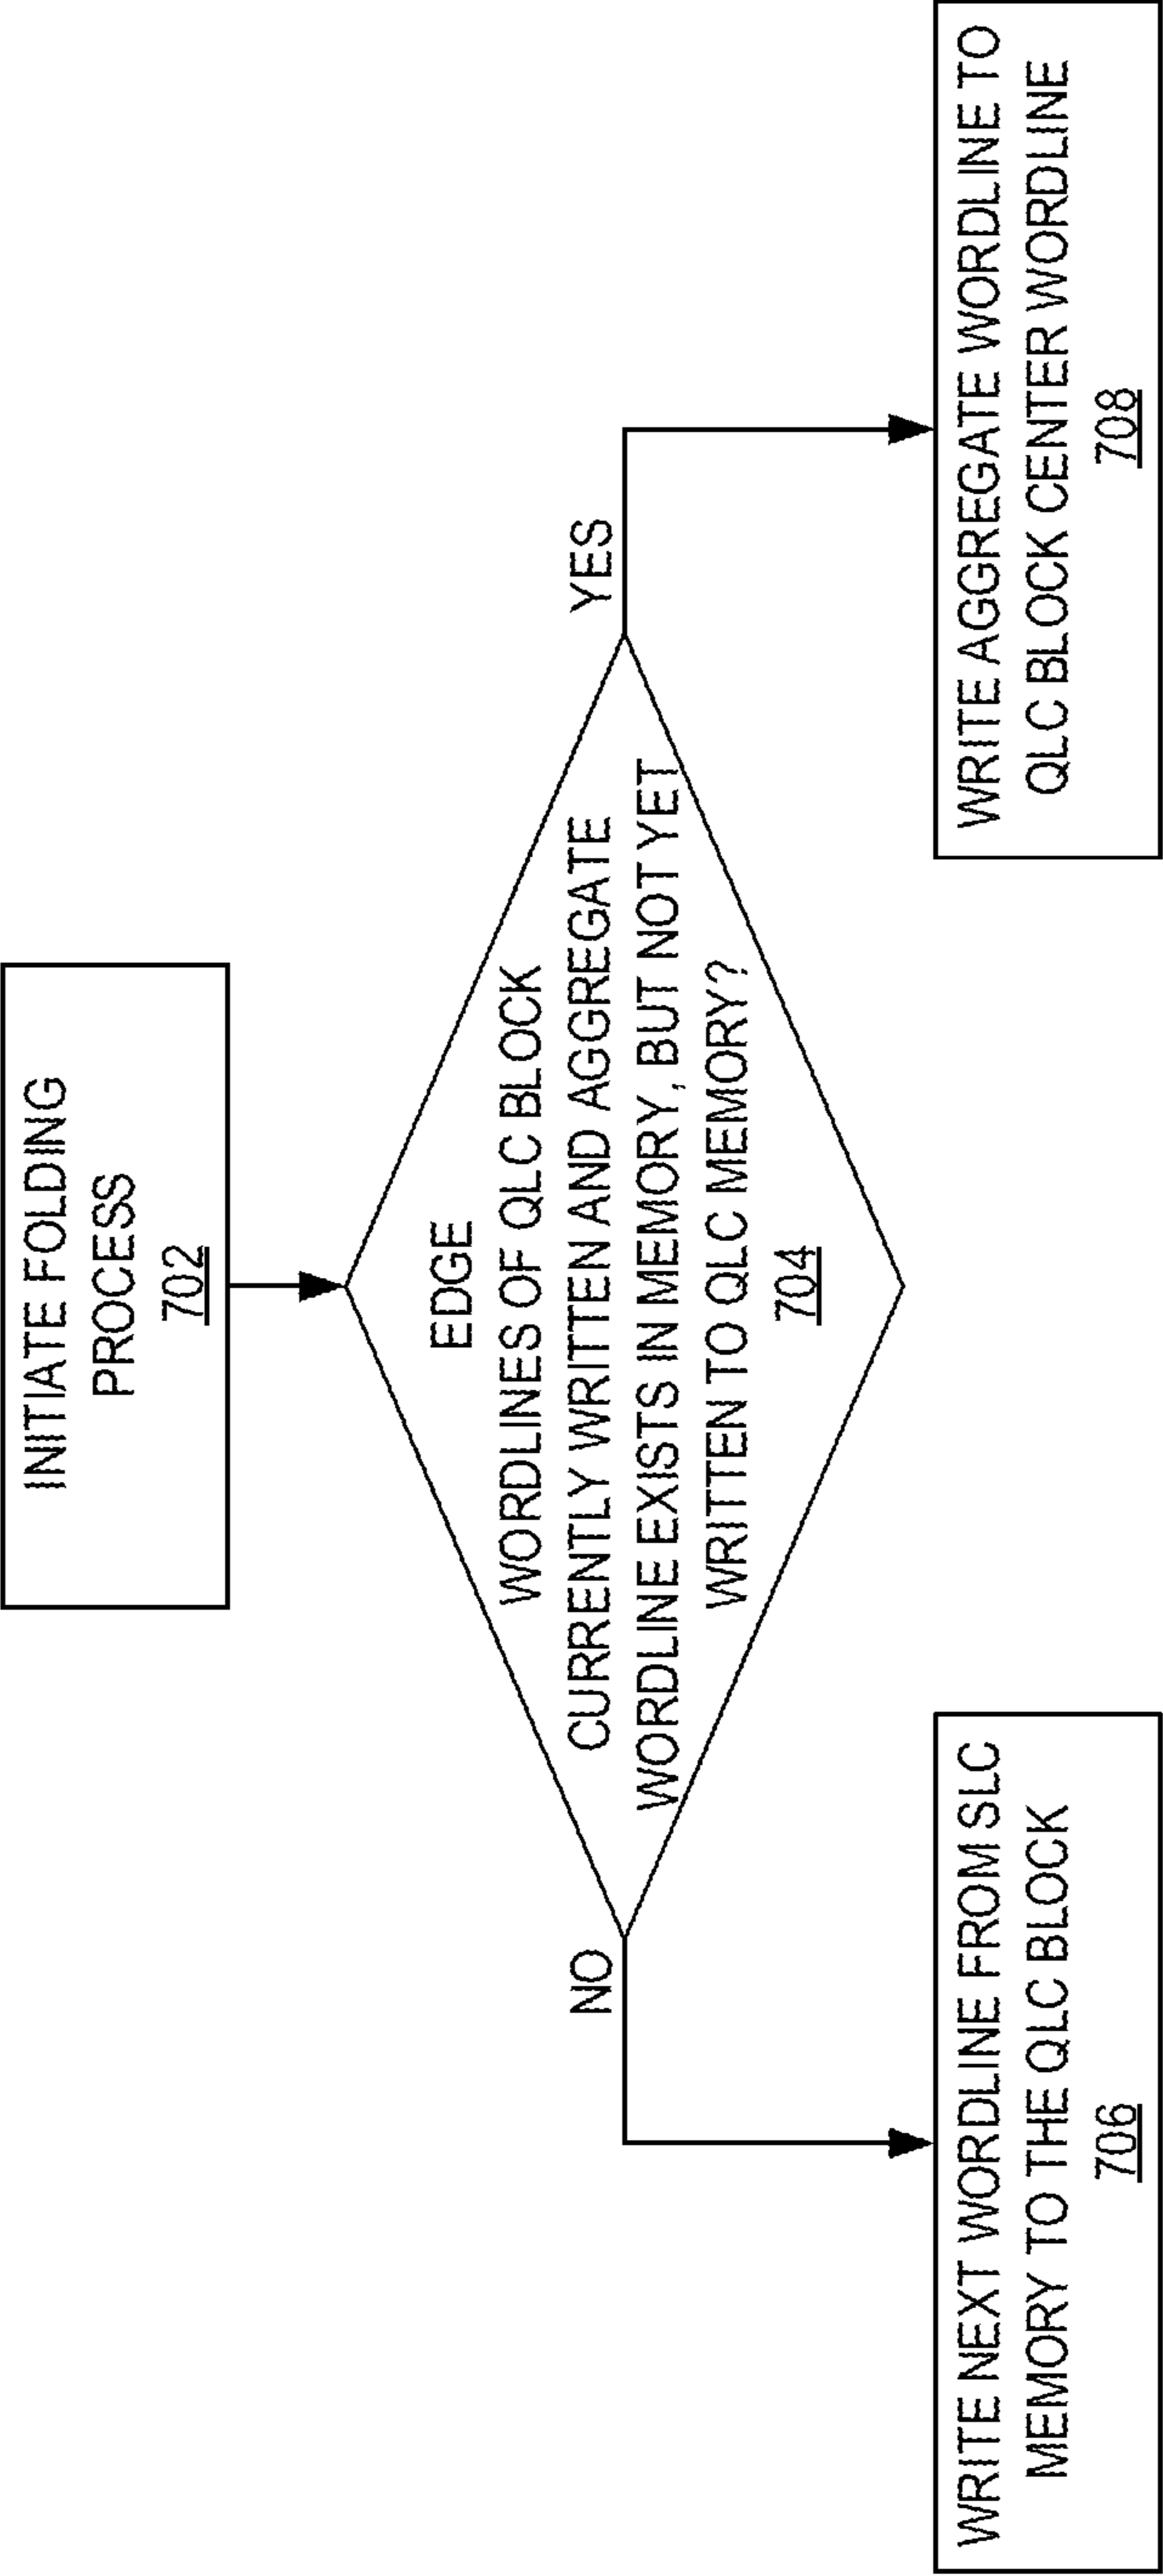 INITIATE FOLDING
PROCESS
702
EDGE
WORDLINES OF QLC BLOCK
CURRENTLY WRITTEN AND AGGREGATE
WORDLINE EXISTS IN MEMORY, BUT NOT YET
WRITTEN TO QLC MEMORY?
704
NO
YES
WRITE NEXT WORDLINE FROM SLC
MEMORY TO THE QLC BLOCK
706
WRITE AGGREGATE WORDLINE TO
QLC BLOCK CENTER WORDLINE
708